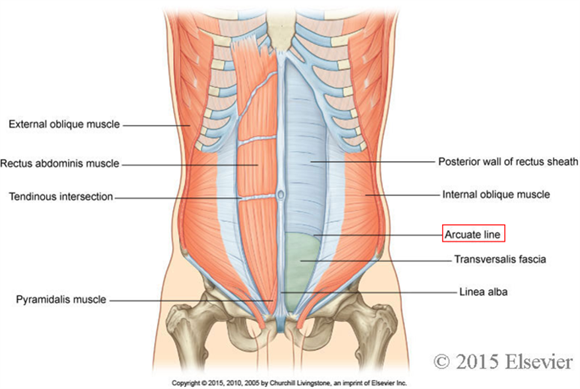 External oblique muscle
Rectus abdominis muscle
Tendinous intersection
Pyramidalis muscle
Posterior wall of rectus sheath
Internal oblique muscle
Arcuate line
Transversalis fascia
Linea alba
© 2015 Elsevier
Copyright © 2015, 2010, 2005 by Churchill Livingstone, an imprint of Elsevier Inc.